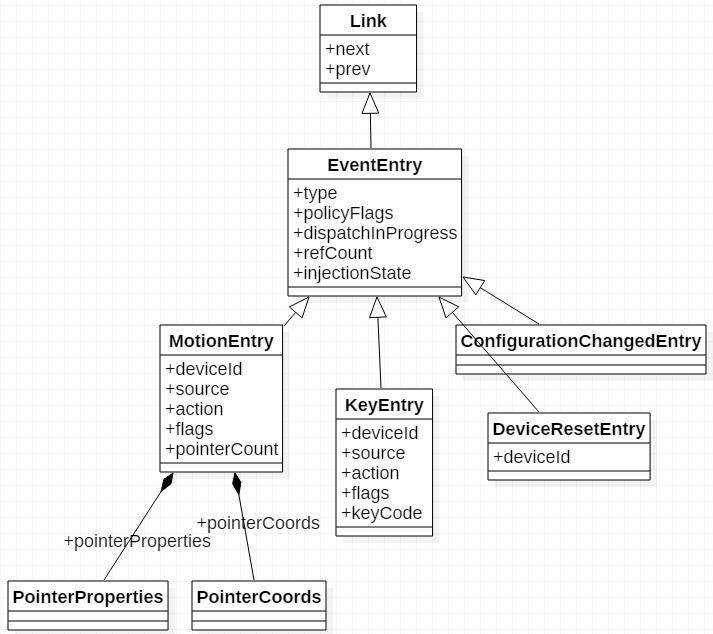 Link
+next
+prev
EventEntry
+type
+policyFlags
+dispatchInProgress
+refCount
+injectionState
MotionEntry
+deviceId
+source
+action
+flags
+pointerCount
ConfigurationChangedEntry
KeyEntry
+deviceId
+source
+action
+flags
+keyCode
DeviceResetEntry
+deviceId
+pointerCoords
+pointerProperties
PointerProperties
PointerCoords